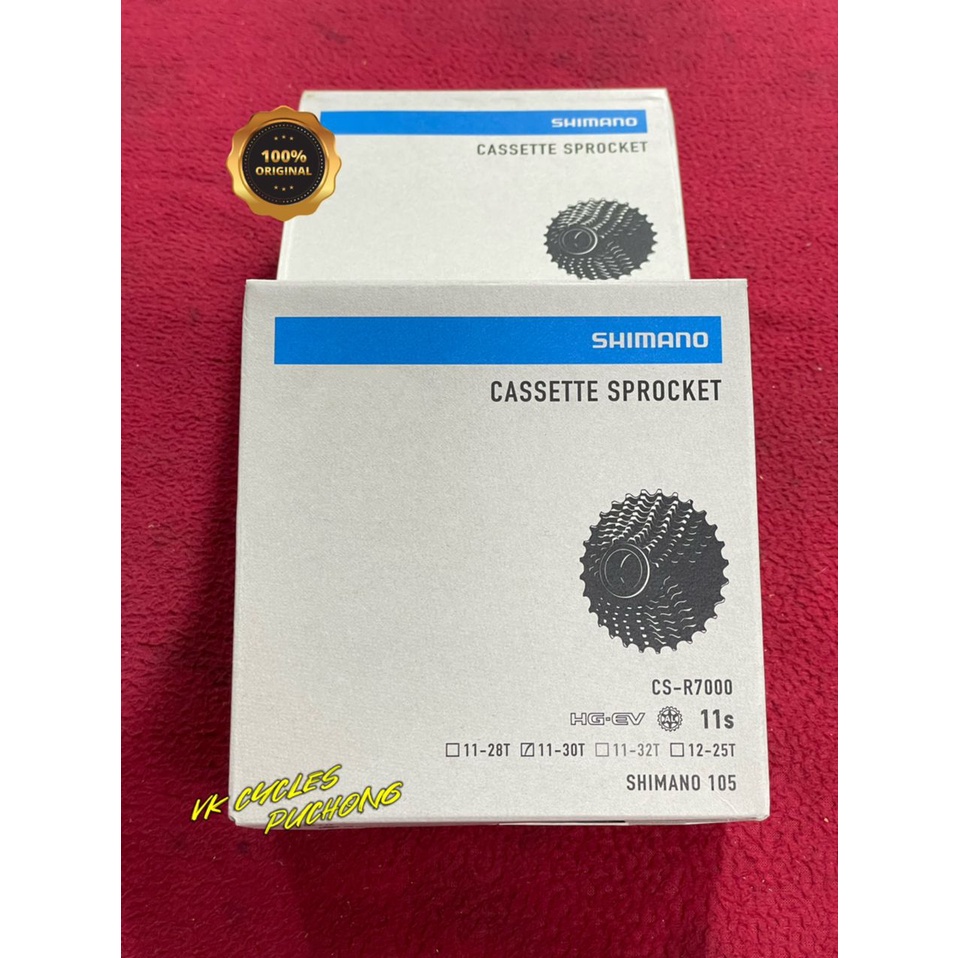 SHIMANO
CASSETTE SPROCKET
100%
ORIGINAL
SHIMANO
CASSETTE SPROCKET
CS-R7000
HG-EV 11s
11-28T 11-30T 11-32T 12-25T
SHIMANO 105
VK CYCLES
PUCHONG